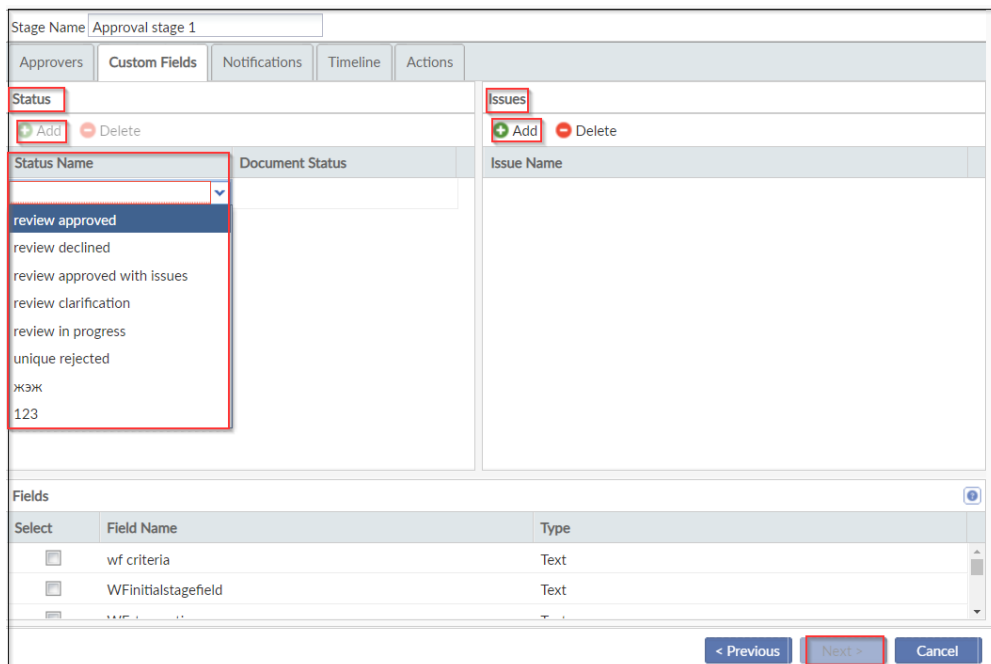 Stage Name Approval stage 1
Approvers Custom Fields Notifications Timeline Actions
Status
Add Delete
Status Name Document Status
review approved
review declined
review approved with issues
review clarification
review in progress
unique rejected
жэж
123
Issues
Add Delete
Issue Name
Fields
Select Field Name Type
wf criteria Text
WFinitialstagefield Text
< Previous Next > Cancel